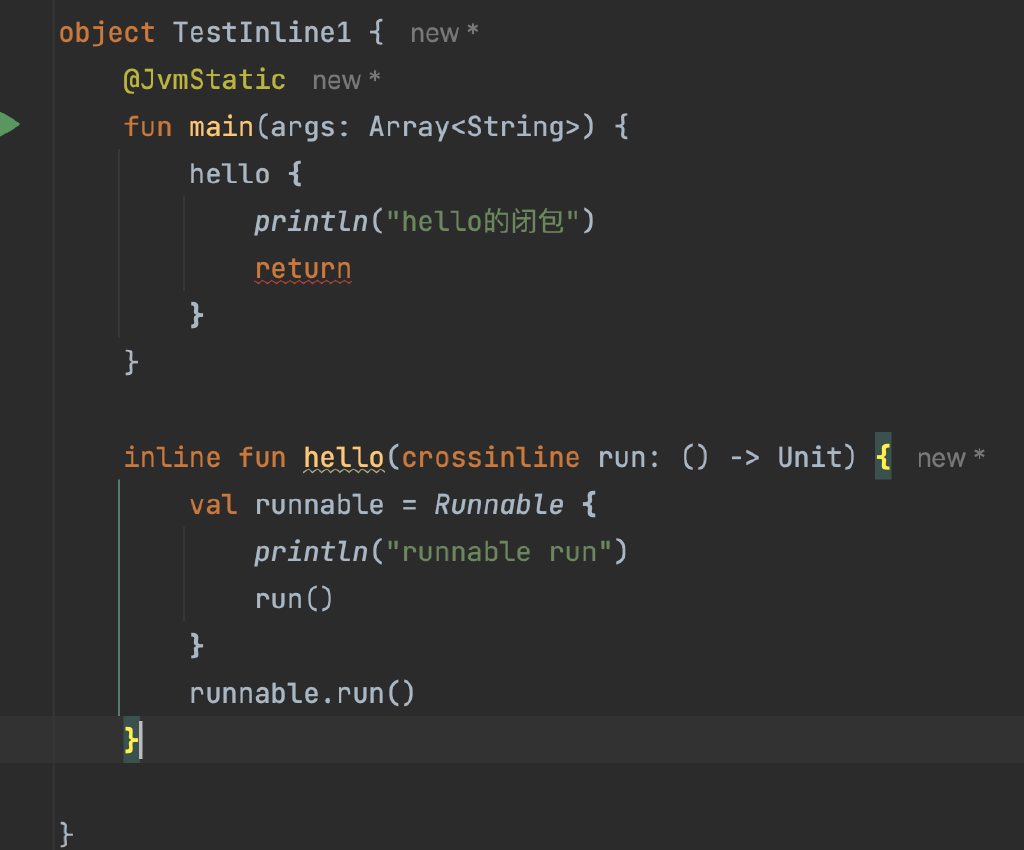 object TestInline1 { new *
@JvmStatic new *
fun main(args: Array<String>) {
hello {
println("hello的闭包")
return
}
}
inline fun hello(crossinline run: () -> Unit) { new *
val runnable = Runnable {
println("runnable run")
run()
}
runnable.run()
}
}